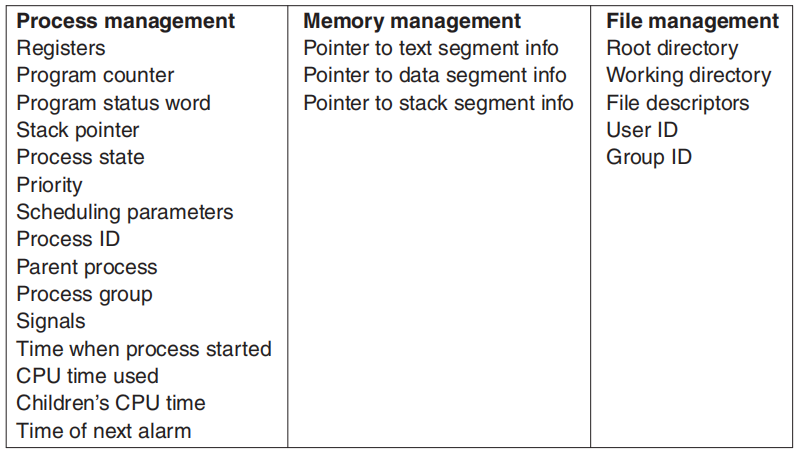 Process management
Registers
Program counter
Program status word
Stack pointer
Process state
Priority
Scheduling parameters
Process ID
Parent process
Process group
Signals
Time when process started
CPU time used
Children’s CPU time
Time of next alarm
Memory management
Pointer to text segment info
Pointer to data segment info
Pointer to stack segment info
File management
Root directory
Working directory
File descriptors
User ID
Group ID